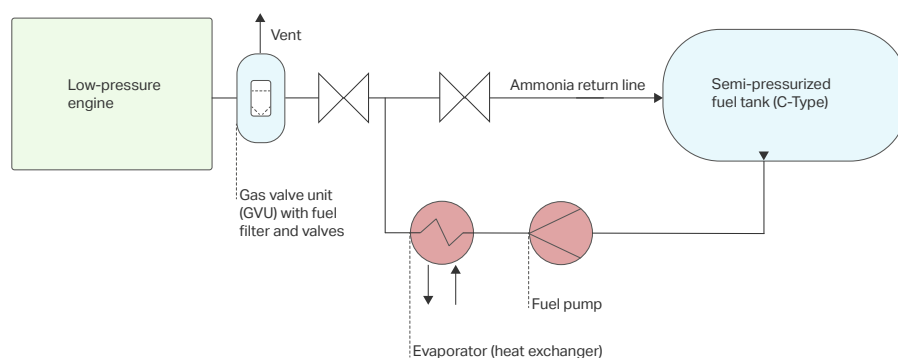 Vent
Low-pressure
engine
Ammonia return line
Semi-pressurized
fuel tank (C-Type)
Gas valve unit
(GVU) with fuel
filter and valves
Fuel pump
Evaporator (heat exchanger)